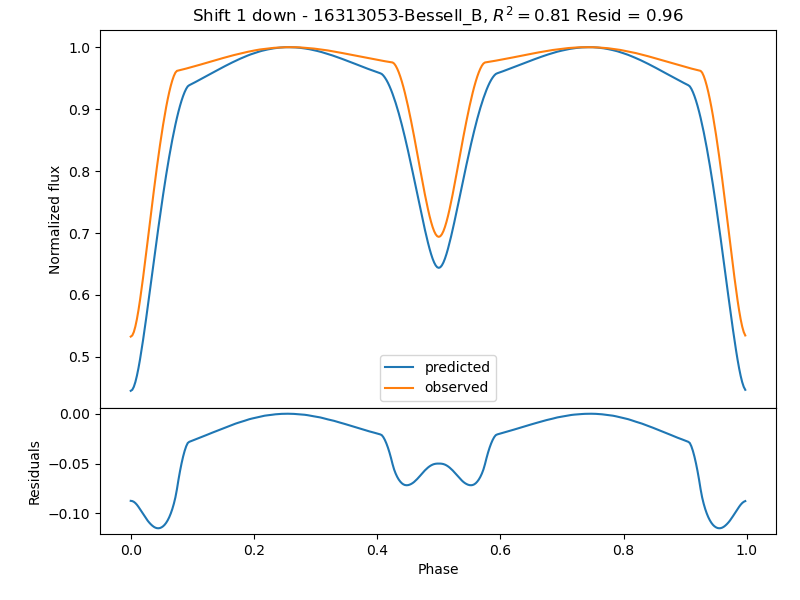 Shift 1 down - 16313053-Bessell_B, $R^2 = 0.81$ Resid = 0.96
1.0
0.9
0.8
0.7
0.6
0.5
Normalized flux
predicted
observed
0.00
−0.05
−0.10
Residuals
0.0 0.2 0.4 0.6 0.8 1.0
Phase